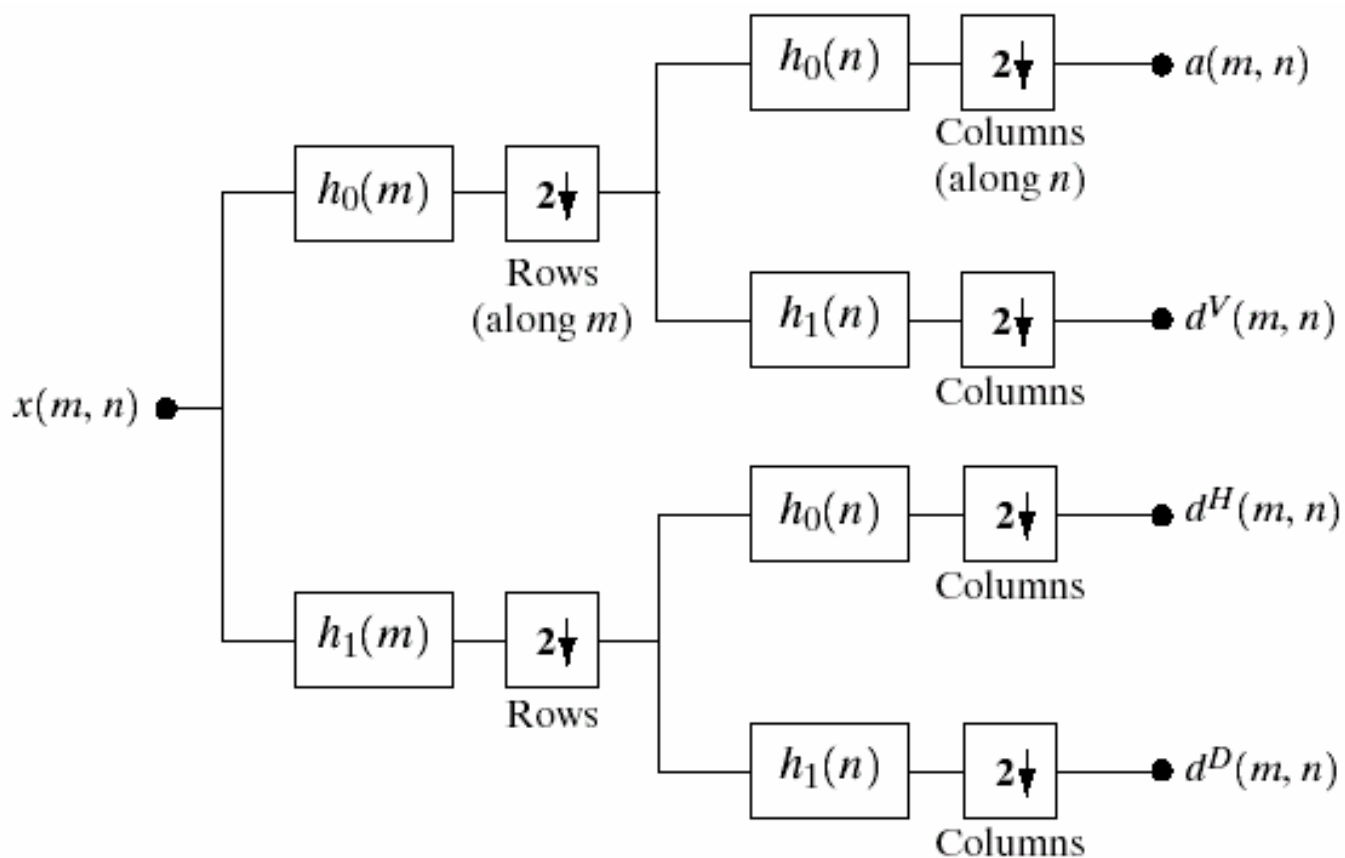 h₀(n) 2↓ a(m, n)
Columns
(along n)
h₀(m) 2↓
Rows
(along m)
h₁(n) 2↓ dⱽ(m, n)
Columns
x(m, n)
h₀(n) 2↓ dᴴ(m, n)
Columns
h₁(m) 2↓
Rows
h₁(n) 2↓ dᴰ(m, n)
Columns